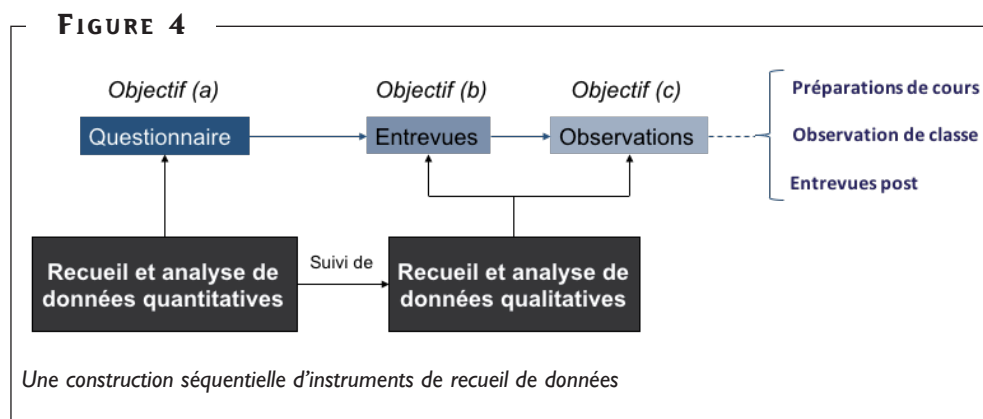 FIGURE 4
Objectif (a)
Objectif (b)
Objectif (c)
Questionnaire
Entrevues
Observations
Préparations de cours
Observation de classe
Entrevues post
Recueil et analyse de
données quantitatives
Suivi de
Recueil et analyse de
données qualitatives
Une construction séquentielle d'instruments de recueil de données